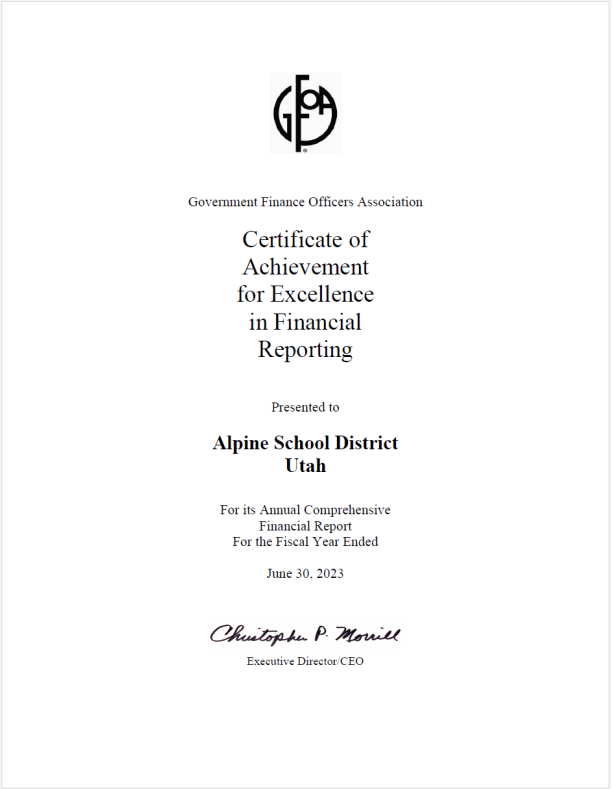 GFOA
®
Government Finance Officers Association
Certificate of
Achievement
for Excellence
in Financial
Reporting
Presented to
Alpine School District
Utah
For its Annual Comprehensive
Financial Report
For the Fiscal Year Ended
June 30, 2023
Christopher P. Morrill
Executive Director/CEO